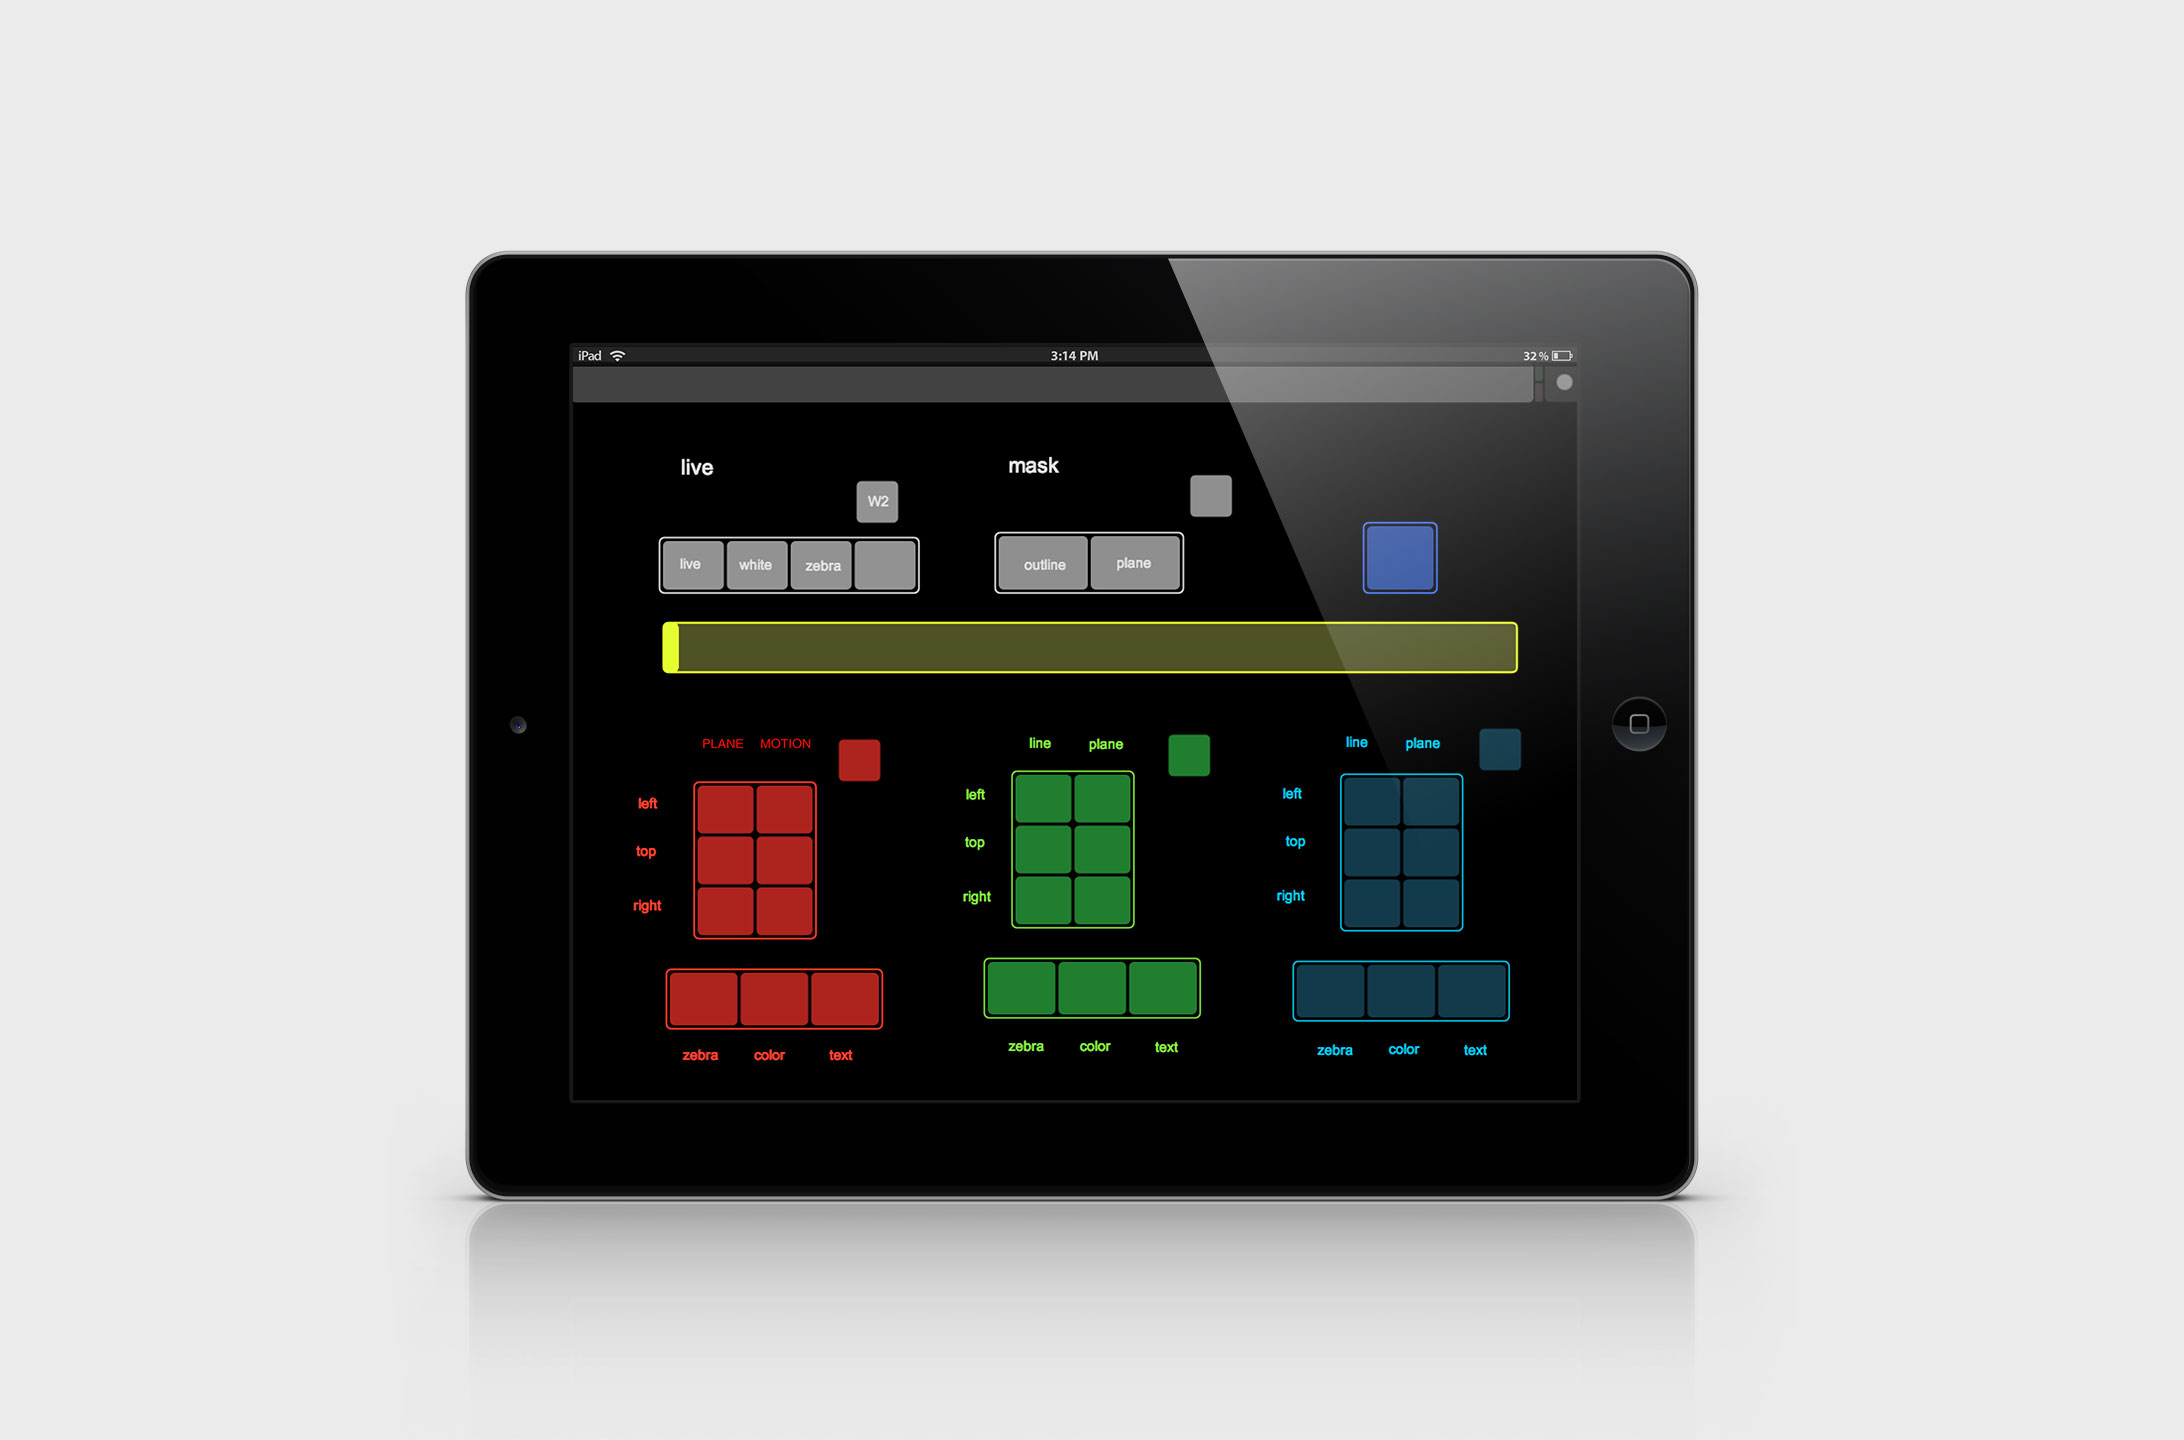 iPad 3:14 PM 32%
live mask
W2
live white zebra outline plane
PLANE MOTION line plane line plane
left left left
top top top
right right right
zebra color text zebra color text zebra color text